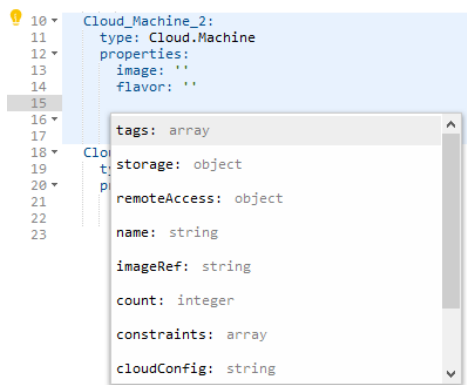 10 Cloud_Machine_2:
11 type: Cloud.Machine
12 properties:
13 image: ''
14 flavor: ''
15
16
17
18 Clou
19 ty
20 p
21
22
23
tags: array
storage: object
remoteAccess: object
name: string
imageRef: string
count: integer
constraints: array
cloudConfig: string